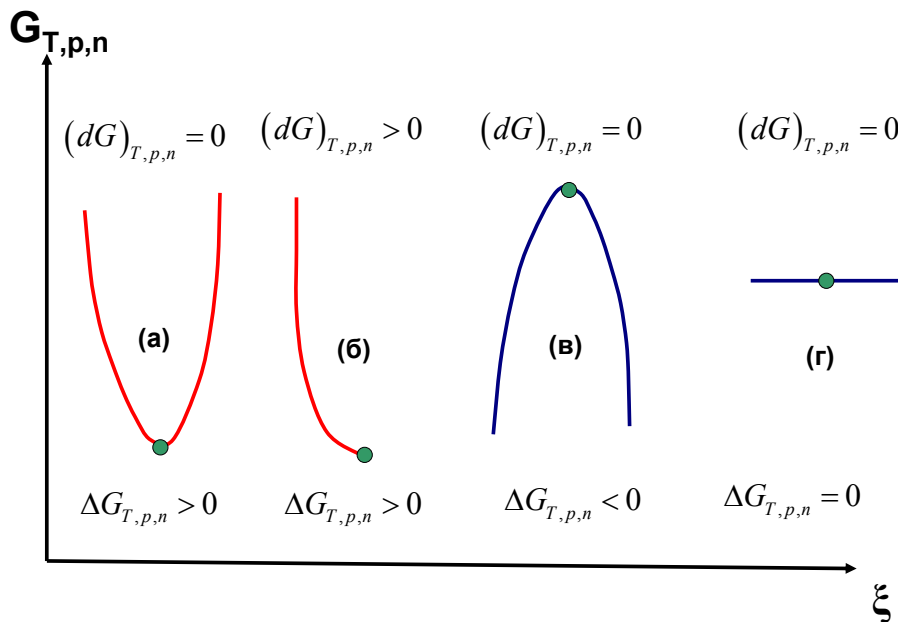 G_T,p,n
(dG)_T,p,n = 0
(dG)_T,p,n > 0
(dG)_T,p,n = 0
(dG)_T,p,n = 0
(а)
(б)
(в)
(г)
ΔG_T,p,n > 0
ΔG_T,p,n > 0
ΔG_T,p,n < 0
ΔG_T,p,n = 0
ξ